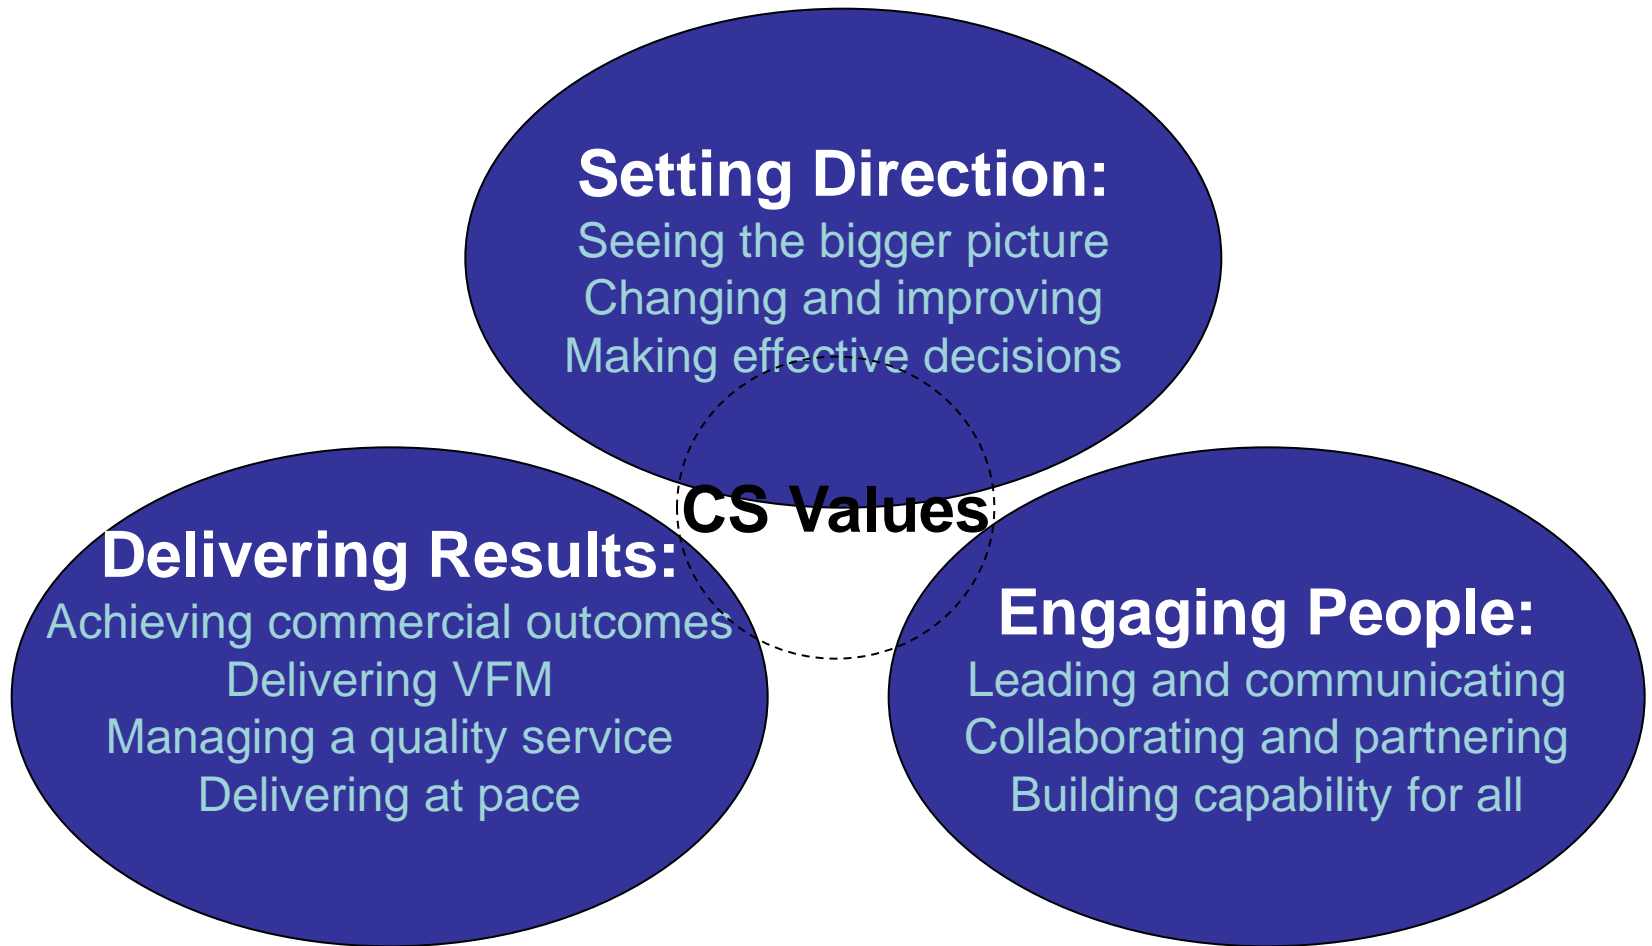 Setting Direction:
Seeing the bigger picture
Changing and improving
Making effective decisions
CS Values
Delivering Results:
Achieving commercial outcomes
Delivering VFM
Managing a quality service
Delivering at pace
Engaging People:
Leading and communicating
Collaborating and partnering
Building capability for all